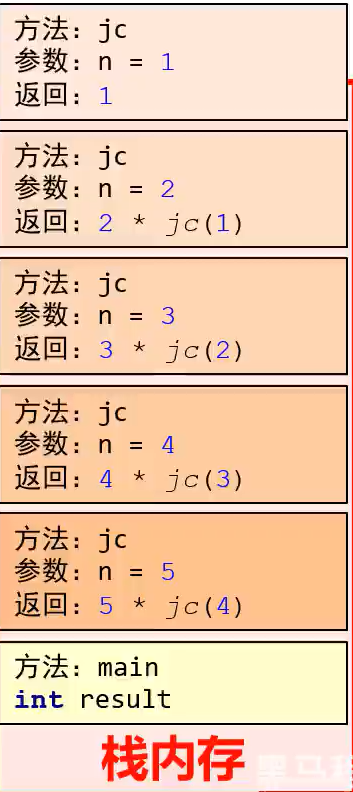 方法: jc
参数: n = 1
返回: 1
方法: jc
参数: n = 2
返回: 2 * jc(1)
方法: jc
参数: n = 3
返回: 3 * jc(2)
方法: jc
参数: n = 4
返回: 4 * jc(3)
方法: jc
参数: n = 5
返回: 5 * jc(4)
方法: main
int result
栈内存
黑马